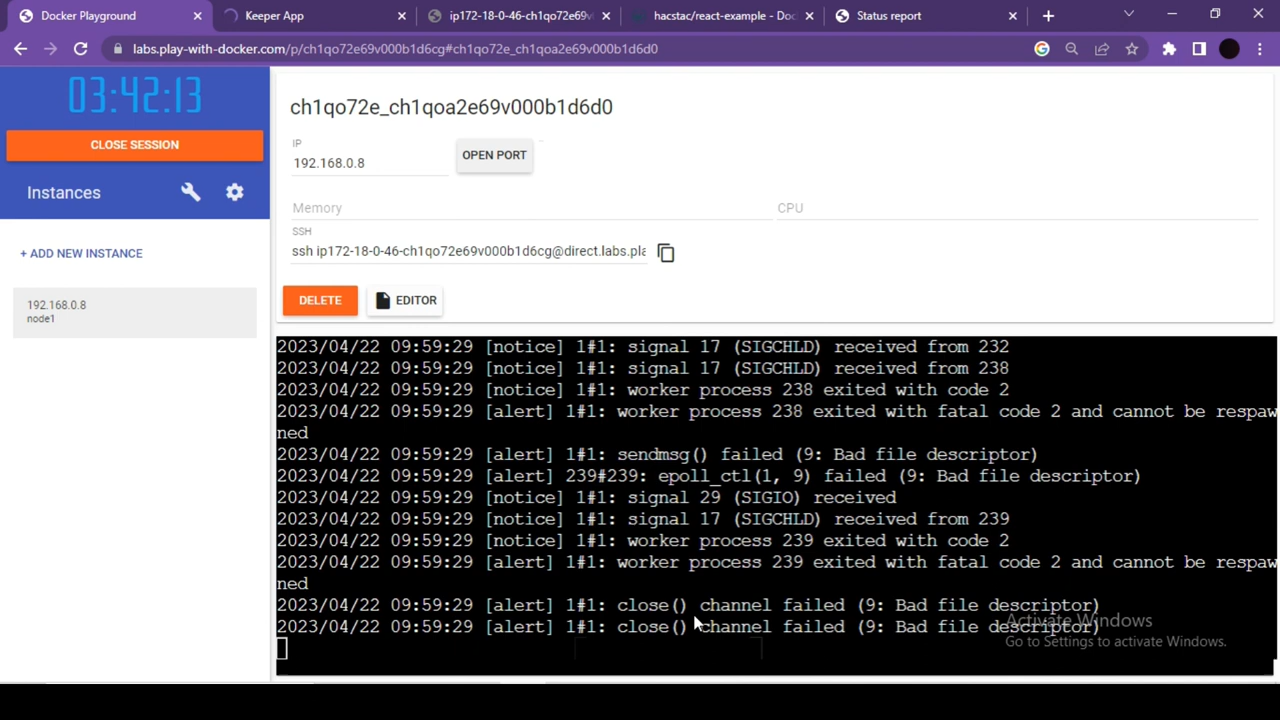 Docker Playground
Keeper App
ip172-18-0-46-ch1qo72e69v
hacstac/react-example - Doc
Status report
labs.play-with-docker.com/p/ch1qo72e69v000b1d6cg#ch1qo72e_ch1qoa2e69v000b1d6d0
03:42:13
CLOSE SESSION
Instances
+ ADD NEW INSTANCE
192.168.0.8
node1
ch1qo72e_ch1qoa2e69v000b1d6d0
IP
192.168.0.8
OPEN PORT
Memory
CPU
SSH
ssh ip172-18-0-46-ch1qo72e69v000b1d6cg@direct.labs.pla
DELETE
EDITOR
2023/04/22 09:59:29 [notice] 1#1: signal 17 (SIGCHLD) received from 232
2023/04/22 09:59:29 [notice] 1#1: signal 17 (SIGCHLD) received from 238
2023/04/22 09:59:29 [notice] 1#1: worker process 238 exited with code 2
2023/04/22 09:59:29 [alert] 1#1: worker process 238 exited with fatal code 2 and cannot be respaw
ned
2023/04/22 09:59:29 [alert] 1#1: sendmsg() failed (9: Bad file descriptor)
2023/04/22 09:59:29 [alert] 239#239: epoll_ctl(1, 9) failed (9: Bad file descriptor)
2023/04/22 09:59:29 [notice] 1#1: signal 29 (SIGIO) received
2023/04/22 09:59:29 [notice] 1#1: signal 17 (SIGCHLD) received from 239
2023/04/22 09:59:29 [notice] 1#1: worker process 239 exited with code 2
2023/04/22 09:59:29 [alert] 1#1: worker process 239 exited with fatal code 2 and cannot be respaw
ned
2023/04/22 09:59:29 [alert] 1#1: close() channel failed (9: Bad file descriptor)
2023/04/22 09:59:29 [alert] 1#1: close() channel failed (9: Bad file descriptor)
Activate Windows
Go to Settings to activate Windows.